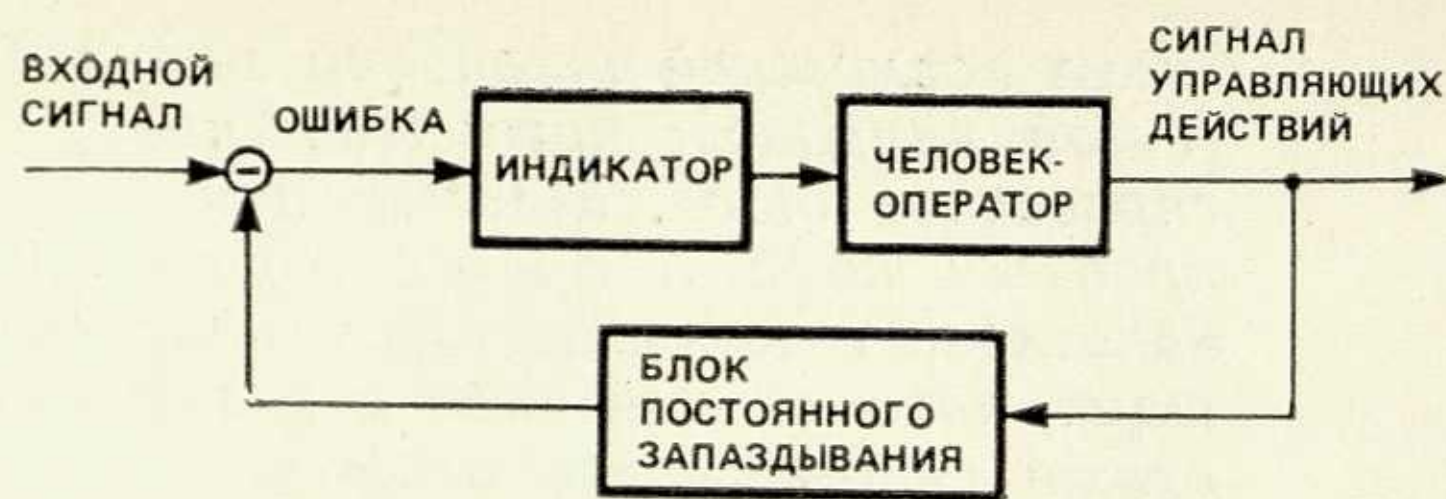 ВХОДНОЙ
СИГНАЛ
ОШИБКА
ИНДИКАТОР
ЧЕЛОВЕК-
ОПЕРАТОР
СИГНАЛ
УПРАВЛЯЮЩИХ
ДЕЙСТВИЙ
БЛОК
ПОСТОЯННОГО
ЗАПАЗДЫВАНИЯ